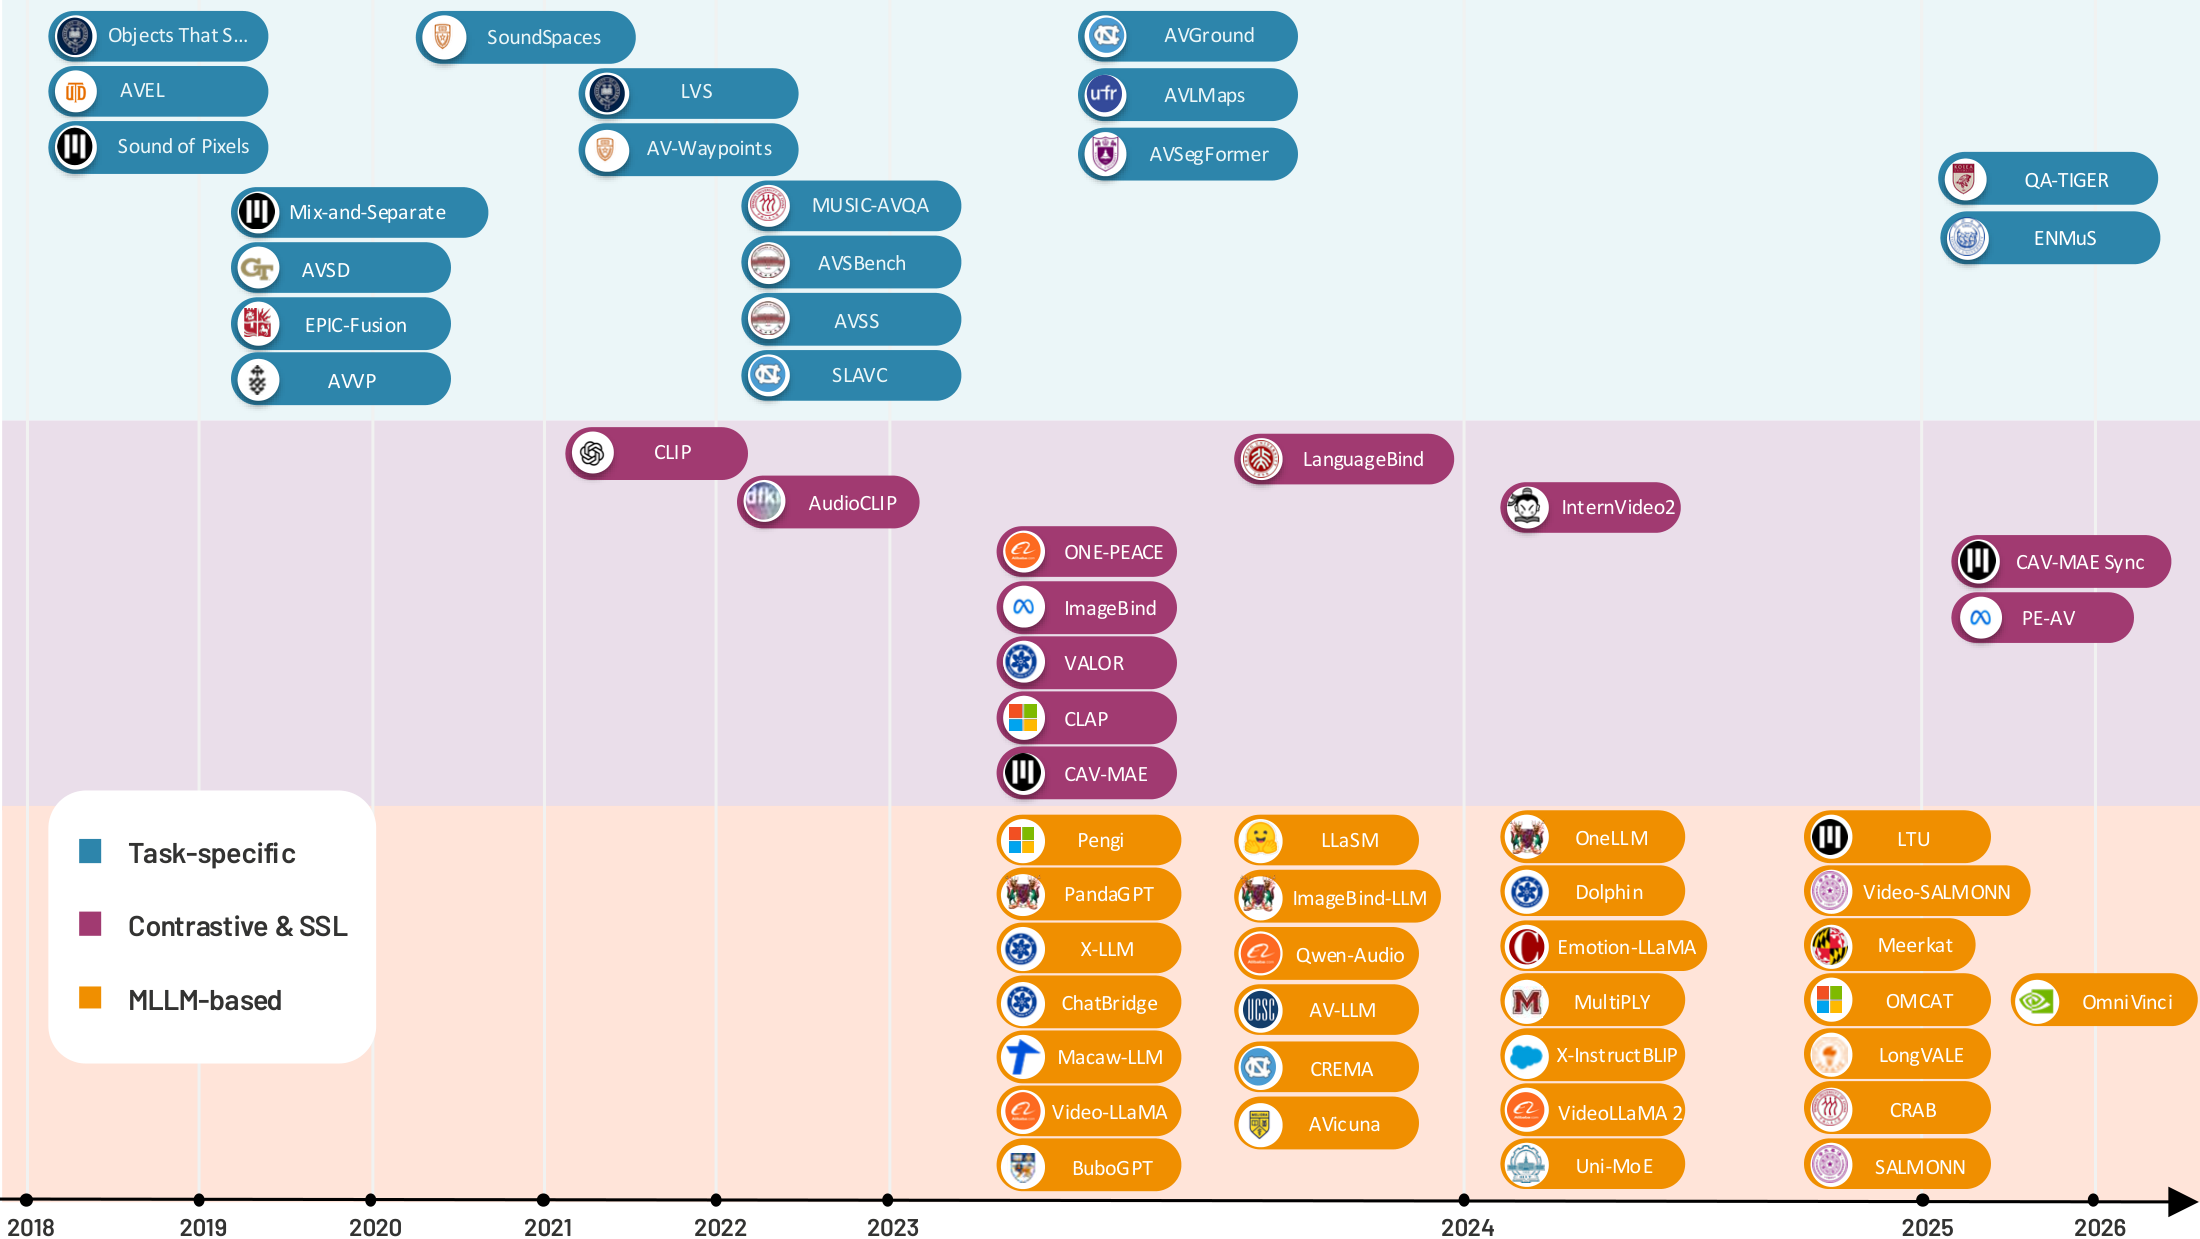 Objects That S...
AVEL
Sound of Pixels
Mix-and-Separate
AVSD
EPIC-Fusion
AVVP
SoundSpaces
LVS
AV-Waypoints
MUSIC-AVQA
AVSBench
AVSS
SLAVC
AVGround
ufr
AVLMaps
AVSegFormer
QA-TIGER
ENMuS
CLIP
dfki
AudioCLIP
ONE-PEACE
ImageBind
VALOR
CLAP
CAV-MAE
LanguageBind
InternVideo2
CAV-MAE Sync
PE-AV
Task-specific
Contrastive & SSL
MLLM-based
Pengi
PandaGPT
X-LLM
ChatBridge
Macaw-LLM
Video-LLaMA
BuboGPT
LLaSM
ImageBind-LLM
Qwen-Audio
UCSC
AV-LLM
CREMA
AVicuna
OneLLM
Dolphin
Emotion-LLaMA
MultiPLY
X-InstructBLIP
VideoLLaMA 2
Uni-MoE
LTU
Video-SALMONN
Meerkat
OMCAT
LongVALE
CRAB
SALMONN
OmniVinci
2018
2019
2020
2021
2022
2023
2024
2025
2026